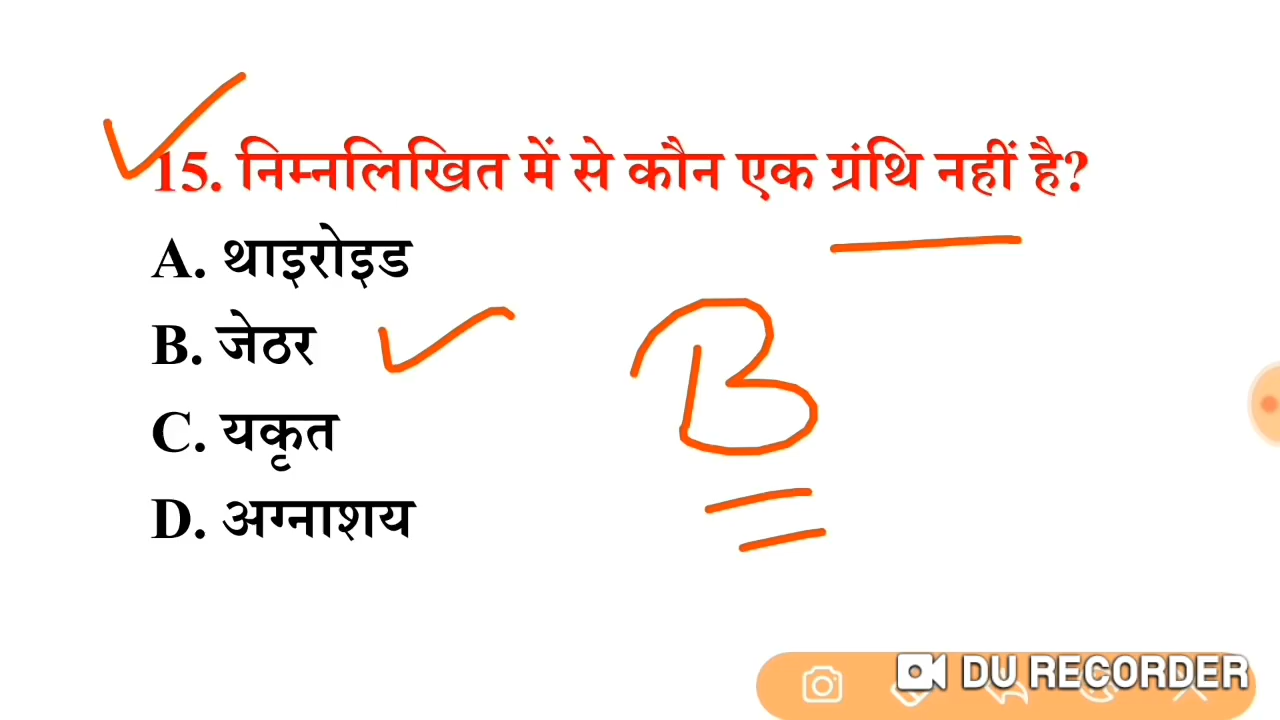 15. निम्नलिखित में से कौन एक ग्रंथि नहीं है?
A. थाइरोइड
B. जेठर
C. यकृत
D. अग्नाशय
B
DU RECORDER